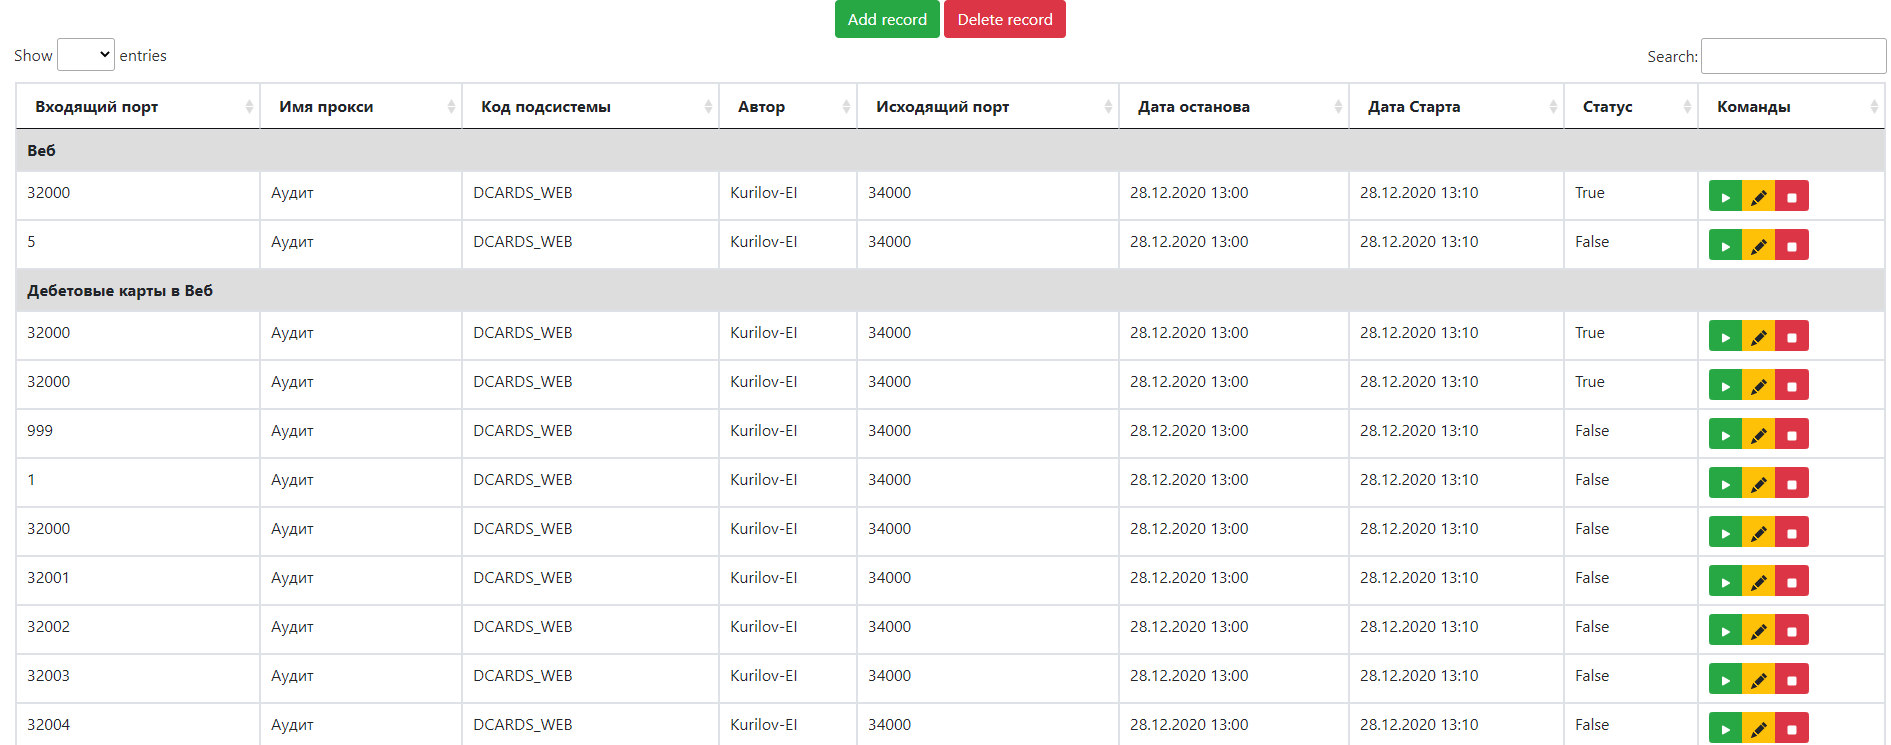 Add record Delete record
Show entries Search:
Входящий порт Имя прокси Код подсистемы Автор Исходящий порт Дата останова Дата Старта Статус Команды
Веб
32000 Аудит DCARDS_WEB Kurilov-EI 34000 28.12.2020 13:00 28.12.2020 13:10 True
5 Аудит DCARDS_WEB Kurilov-EI 34000 28.12.2020 13:00 28.12.2020 13:10 False
Дебетовые карты в Веб
32000 Аудит DCARDS_WEB Kurilov-EI 34000 28.12.2020 13:00 28.12.2020 13:10 True
32000 Аудит DCARDS_WEB Kurilov-EI 34000 28.12.2020 13:00 28.12.2020 13:10 True
999 Аудит DCARDS_WEB Kurilov-EI 34000 28.12.2020 13:00 28.12.2020 13:10 False
1 Аудит DCARDS_WEB Kurilov-EI 34000 28.12.2020 13:00 28.12.2020 13:10 False
32000 Аудит DCARDS_WEB Kurilov-EI 34000 28.12.2020 13:00 28.12.2020 13:10 False
32001 Аудит DCARDS_WEB Kurilov-EI 34000 28.12.2020 13:00 28.12.2020 13:10 False
32002 Аудит DCARDS_WEB Kurilov-EI 34000 28.12.2020 13:00 28.12.2020 13:10 False
32003 Аудит DCARDS_WEB Kurilov-EI 34000 28.12.2020 13:00 28.12.2020 13:10 False
32004 Аудит DCARDS_WEB Kurilov-EI 34000 28.12.2020 13:00 28.12.2020 13:10 False